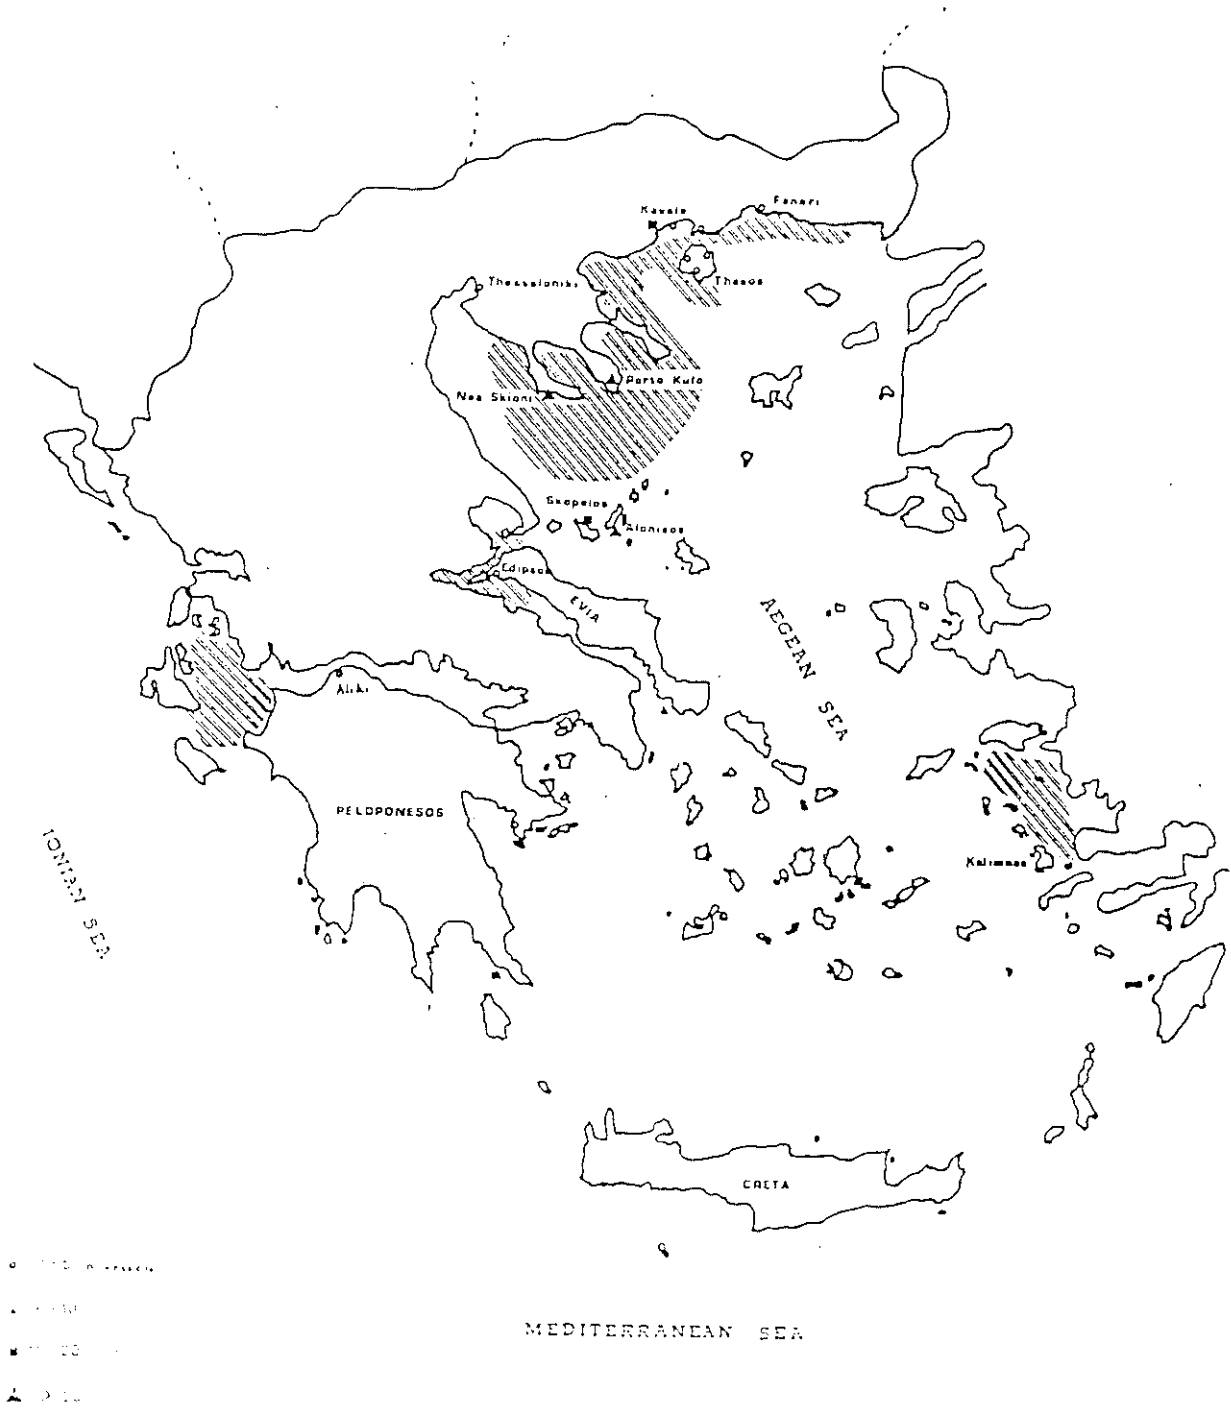 Kavala
Fanari
Thessaloniki
Thasos
Porto Kufo
Nea Skioni
Skopelos
Alonisos
Edipsos
EVIA
AEGEAN SEA
Aliki
PELOPONESOS
IONIAN SEA
Kalimnos
CRETA
MEDITERRANEAN SEA